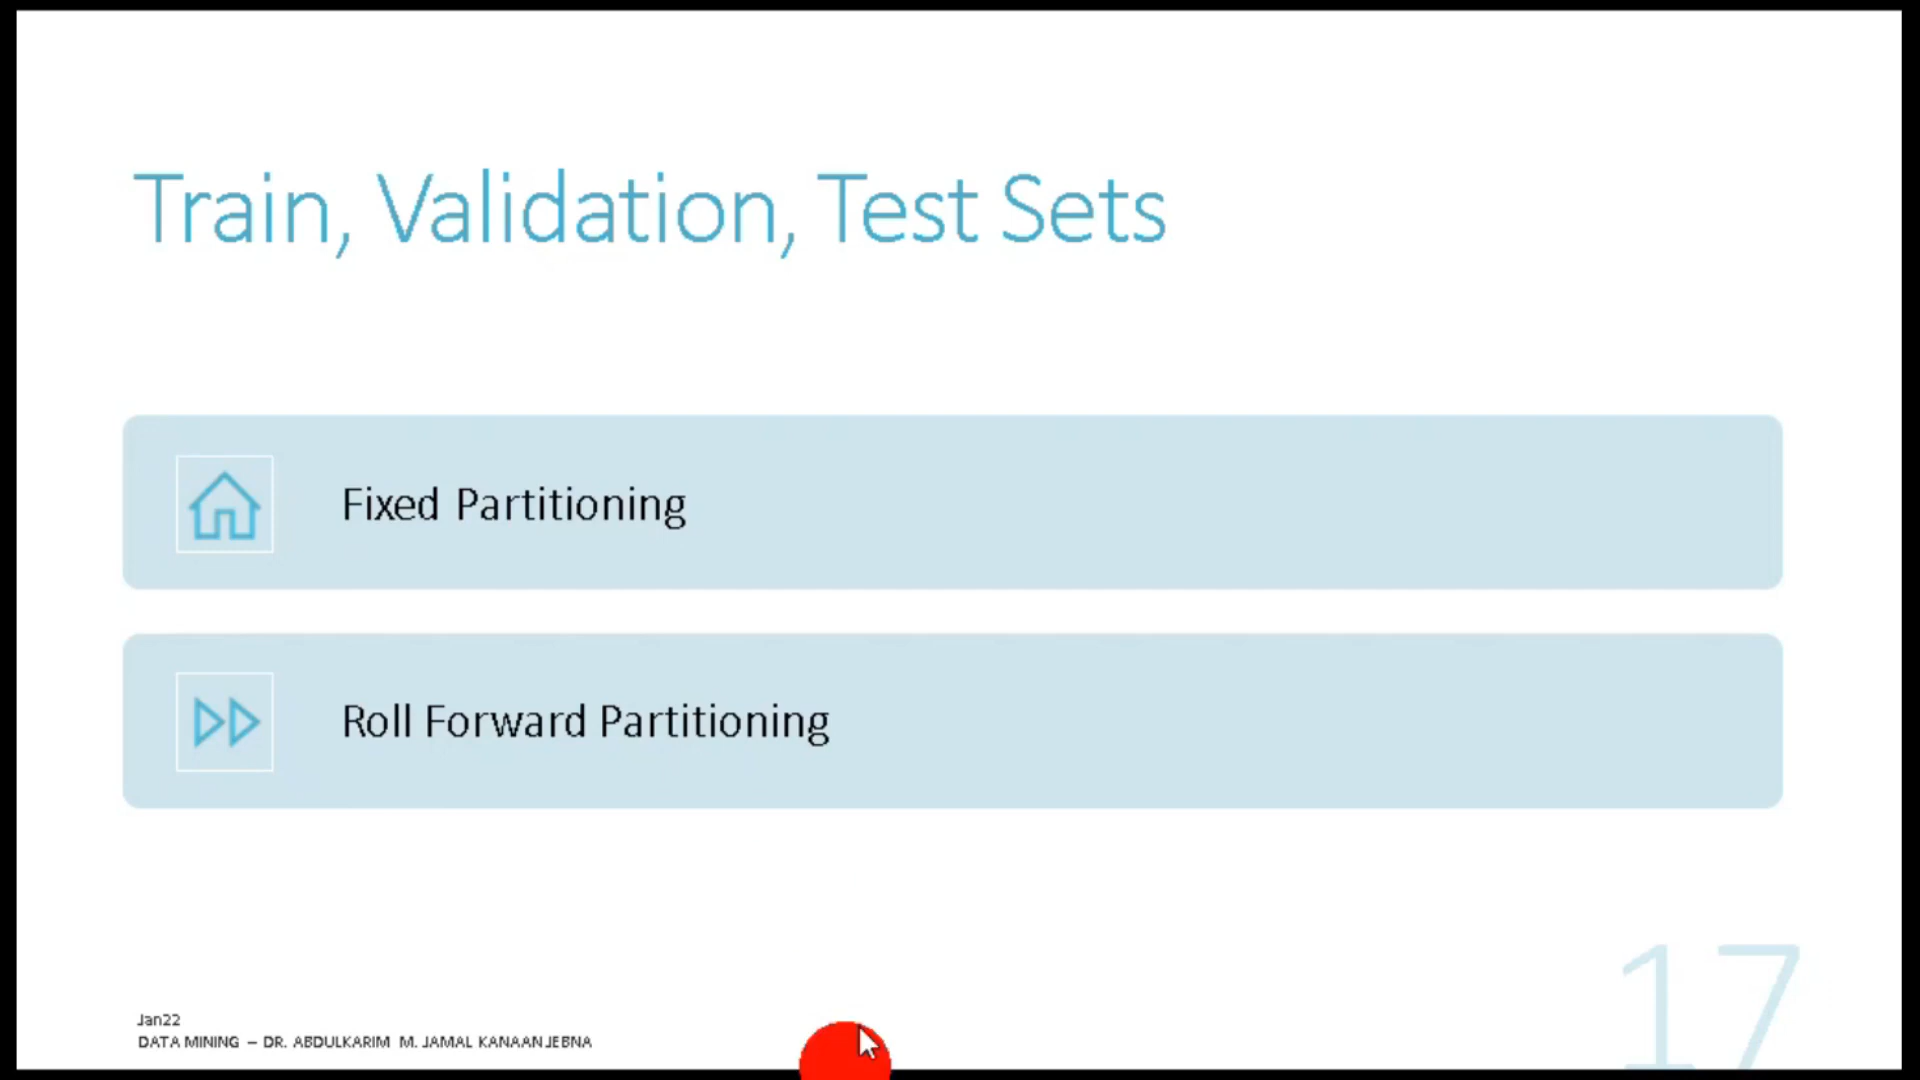 Train, Validation, Test Sets
Fixed Partitioning
Roll Forward Partitioning
17
Jan22
DATA MINING – DR. ABDULKARIM M. JAMAL KANAAN JEBNA